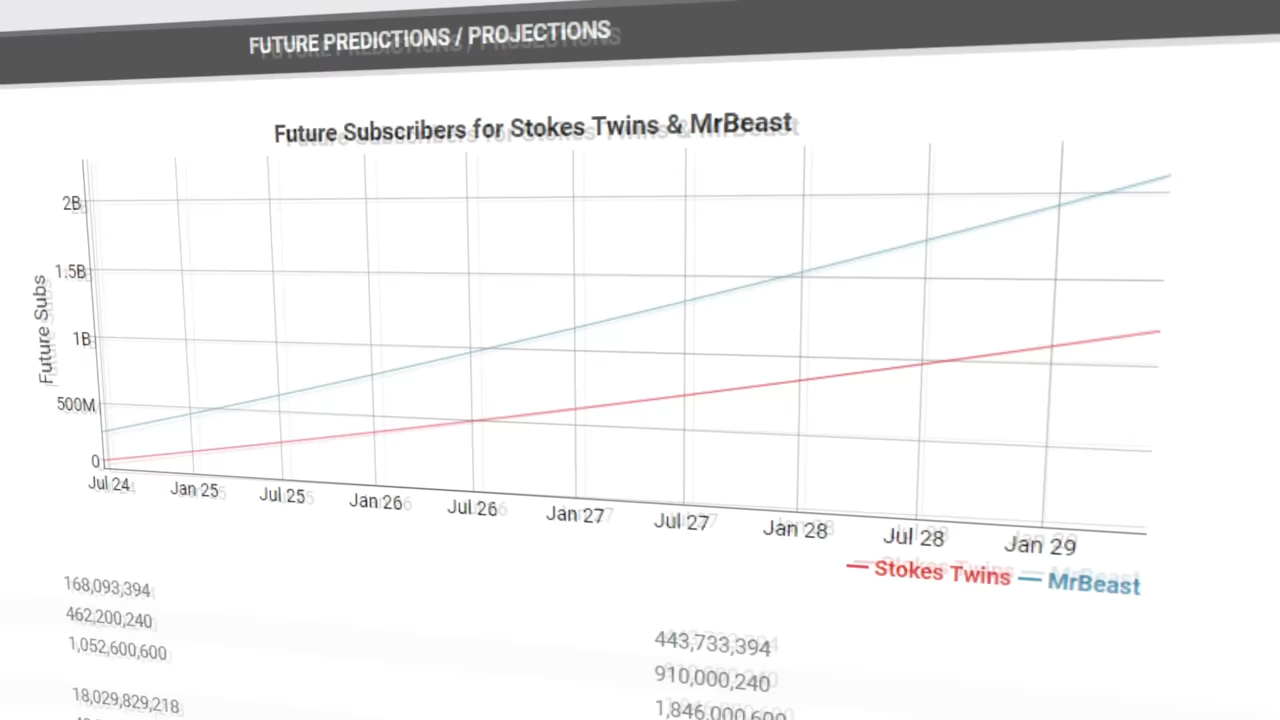 FUTURE PREDICTIONS / PROJECTIONS
Future Subscribers for Stokes Twins & MrBeast
Future Subs
2B
1.5B
1B
500M
0
Jul 24 Jan 25 Jul 25 Jan 26 Jul 26 Jan 27 Jul 27 Jan 28 Jul 28 Jan 29
Stokes Twins MrBeast
168,093,394 443,733,394
462,200,240 910,000,240
1,052,600,600 1,846,000,600
18,029,829,218